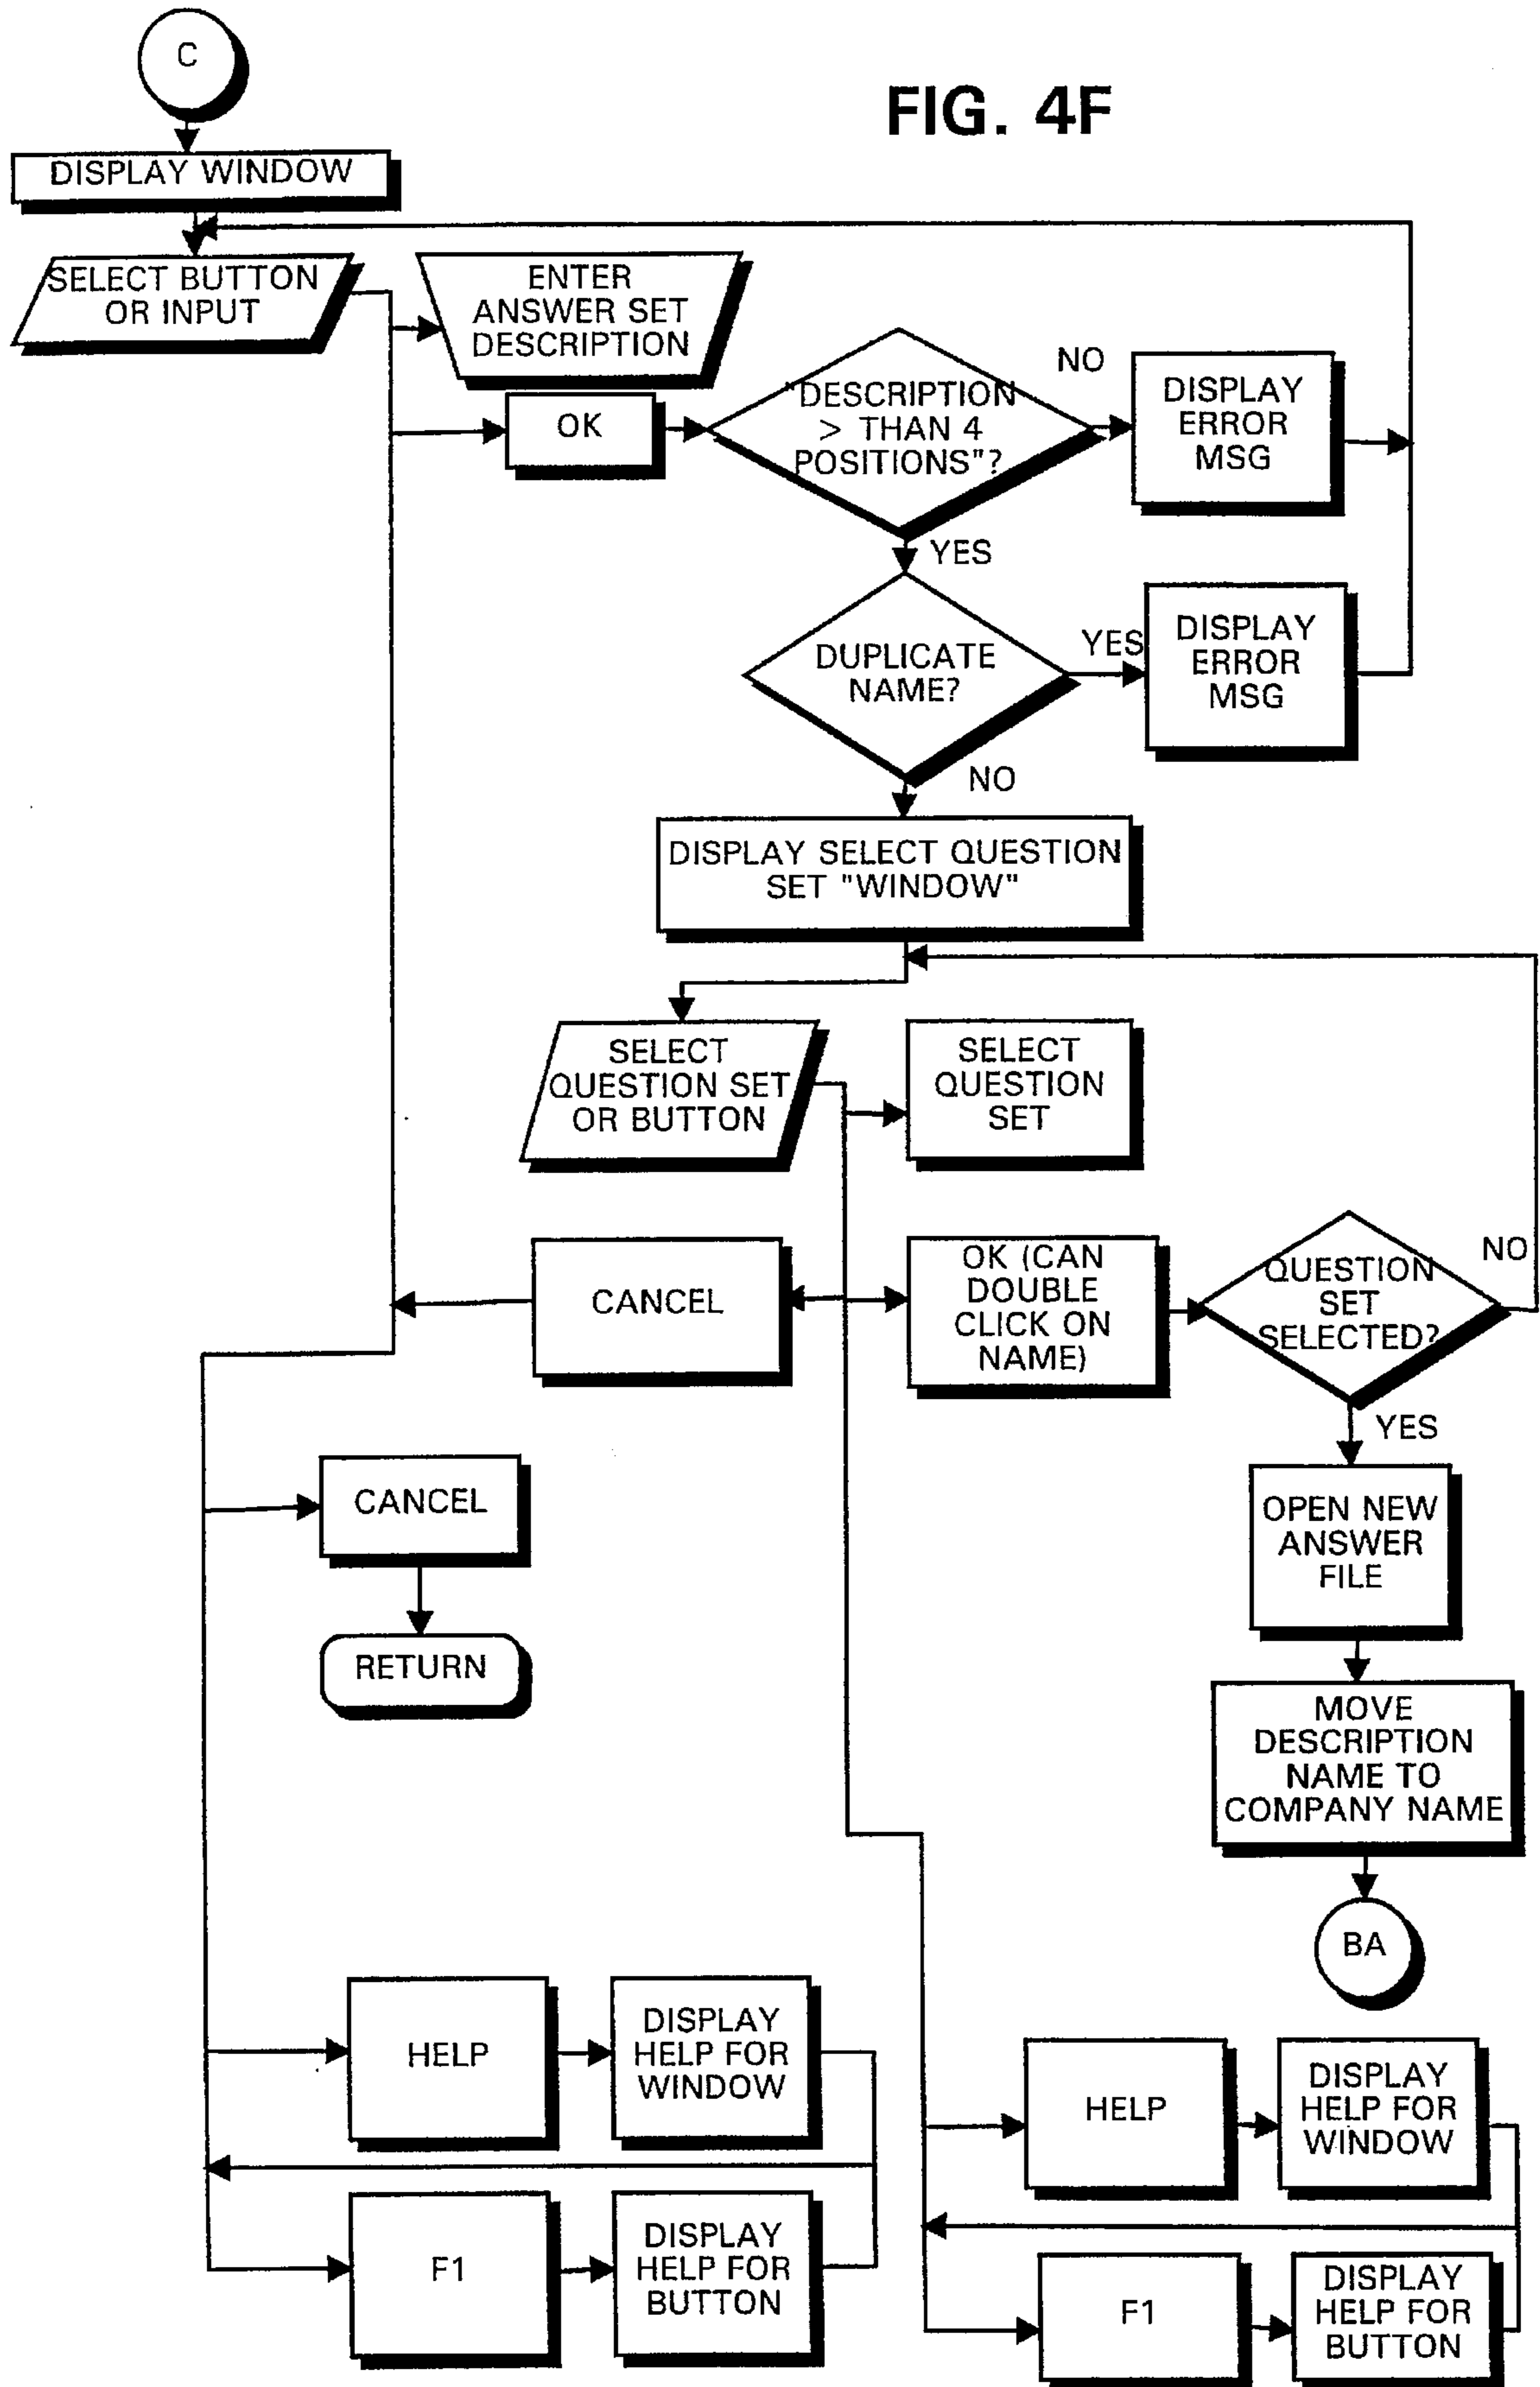 C
FIG. 4F
DISPLAY WINDOW
SELECT BUTTON
OR INPUT
ENTER
ANSWER SET
DESCRIPTION
OK
"DESCRIPTION
> THAN 4
POSITIONS"?
NO
DISPLAY
ERROR
MSG
YES
DUPLICATE
NAME?
YES
DISPLAY
ERROR
MSG
NO
DISPLAY SELECT QUESTION
SET "WINDOW"
SELECT
QUESTION SET
OR BUTTON
SELECT
QUESTION
SET
CANCEL
OK (CAN
DOUBLE
CLICK ON
NAME)
QUESTION
SET
SELECTED?
NO
YES
CANCEL
OPEN NEW
ANSWER
FILE
RETURN
MOVE
DESCRIPTION
NAME TO
COMPANY NAME
BA
HELP
DISPLAY
HELP FOR
WINDOW
HELP
DISPLAY
HELP FOR
WINDOW
F1
DISPLAY
HELP FOR
BUTTON
F1
DISPLAY
HELP FOR
BUTTON